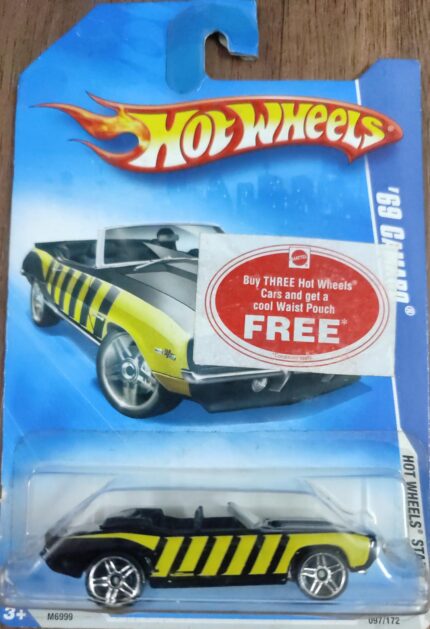 HOT WHEELS
'69 CAMARO®
MATTEL
Buy THREE Hot Wheels®
Cars and get a
cool Waist Pouch
FREE*
HOT WHEELS®
3+
M6999
097/172